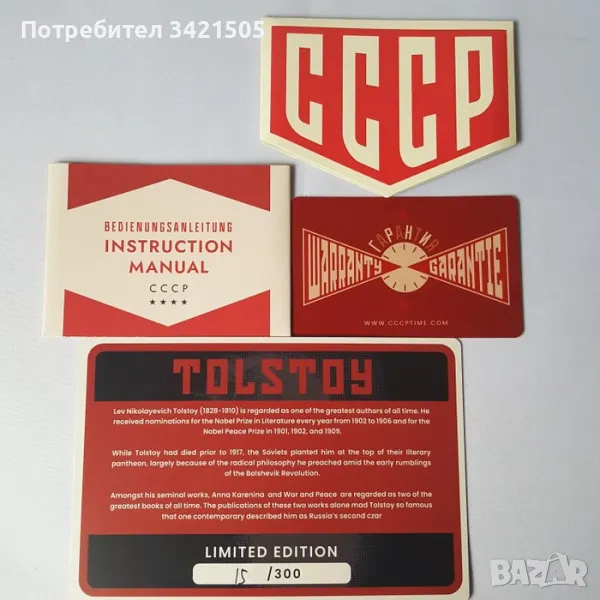 Потребител 3421505
СССР
BEDIENUNGSANLEITUNG
INSTRUCTION
MANUAL
CCCP
ГАРАНТИЯ
WARRANTY GARANTIE
WWW.CCCPTIME.COM
TOLSTOY
Lev Nikolayevich Tolstoy (1828-1910) is regarded as one of the greatest authors of all time. He
received nominations for the Nobel Prize in Literature every year from 1902 to 1906 and for the
Nobel Peace Prize in 1901, 1902, and 1909.
While Tolstoy had died prior to 1917, the Soviets planted him at the top of their literary
pantheon, largely because of the radical philosophy he preached amid the early rumblings
of the Bolshevik Revolution.
Amongst his seminal works, Anna Karenina and War and Peace are regarded as two of the
greatest books of all time. The publications of these two works alone mad Tolstoy so famous
that one contemporary described him as Russia's second czar
LIMITED EDITION
15 /300
BAZAR